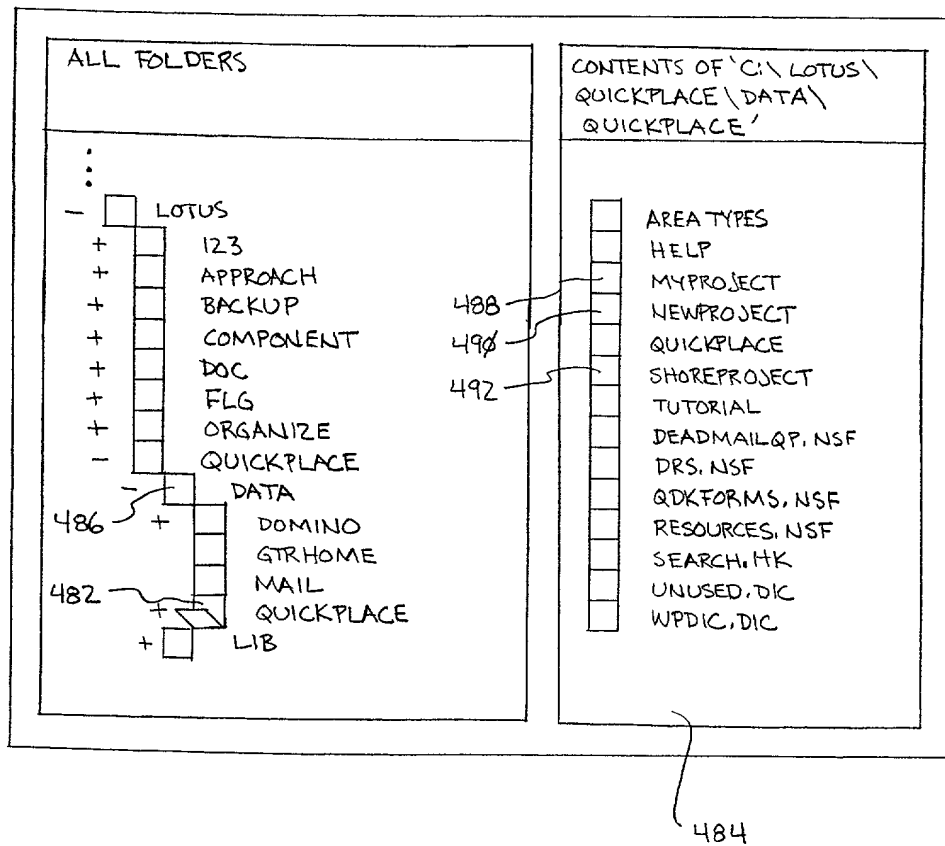 ALL FOLDERS
- LOTUS
+ 123
+ APPROACH
+ BACKUP
+ COMPONENT
+ DOC
+ FLG
+ ORGANIZE
- QUICKPLACE
- DATA
486
+ DOMINO
GTRHOME
MAIL
482
+ QUICKPLACE
+ LIB
CONTENTS OF 'C:\LOTUS\
QUICKPLACE\DATA\
QUICKPLACE'
AREA TYPES
HELP
488 MYPROJECT
490 NEWPROJECT
QUICKPLACE
492 SHOREPROJECT
TUTORIAL
DEADMAILQP.NSF
DRS.NSF
QDKFORMS.NSF
RESOURCES.NSF
SEARCH.HK
UNUSED.DIC
WPDIC.DIC
484